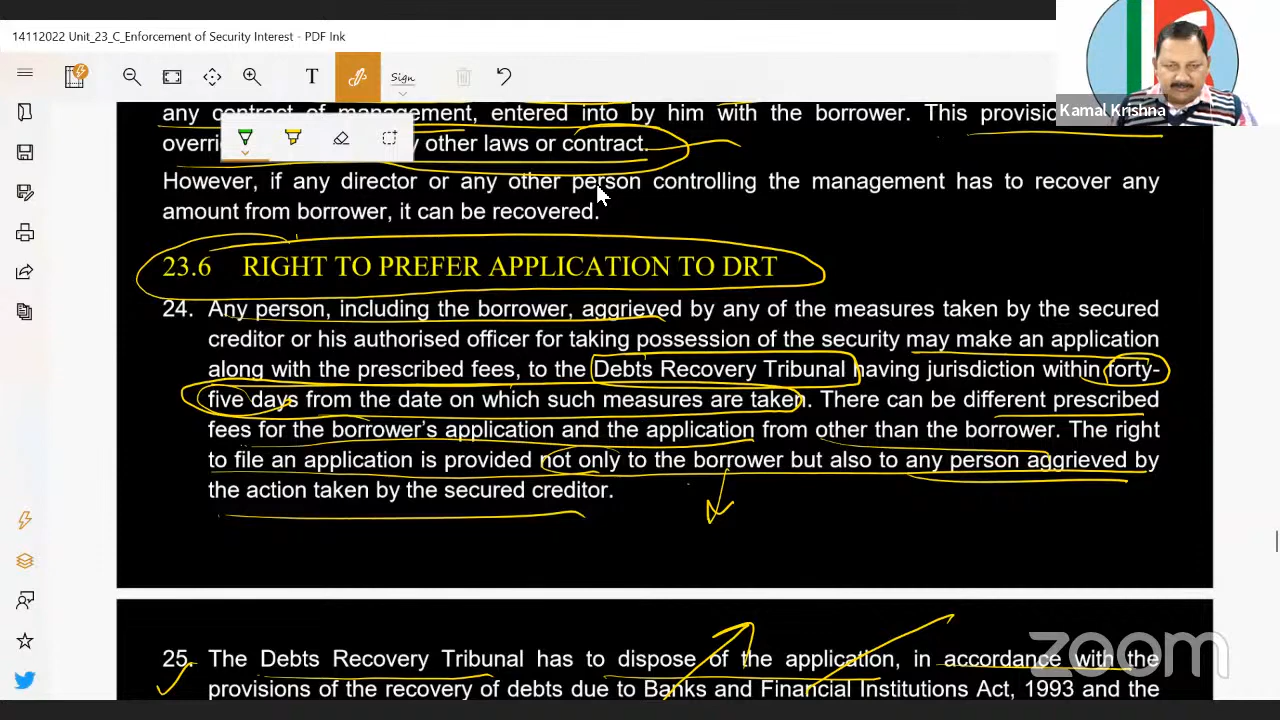 14112022 Unit_23_C_Enforcement of Security Interest - PDF Ink
T
Sign
Kamal Krishna
any contract of management, entered into by him with the borrower. This
other laws or contract.
However, if any director or any other person controlling the management has to recover any
amount from borrower, it can be recovered.
23.6 RIGHT TO PREFER APPLICATION TO DRT
24. Any person, including the borrower, aggrieved by any of the measures taken by the secured
creditor or his authorised officer for taking possession of the security may make an application
along with the prescribed fees, to the Debts Recovery Tribunal having jurisdiction within forty-
five days from the date on which such measures are taken. There can be different prescribed
fees for the borrower's application and the application from other than the borrower. The right
to file an application is provided not only to the borrower but also to any person aggrieved by
the action taken by the secured creditor.
25. The Debts Recovery Tribunal has to dispose of the application, in accordance with the
provisions of the recovery of debts due to Banks and Financial Institutions Act, 1993 and the
zoom